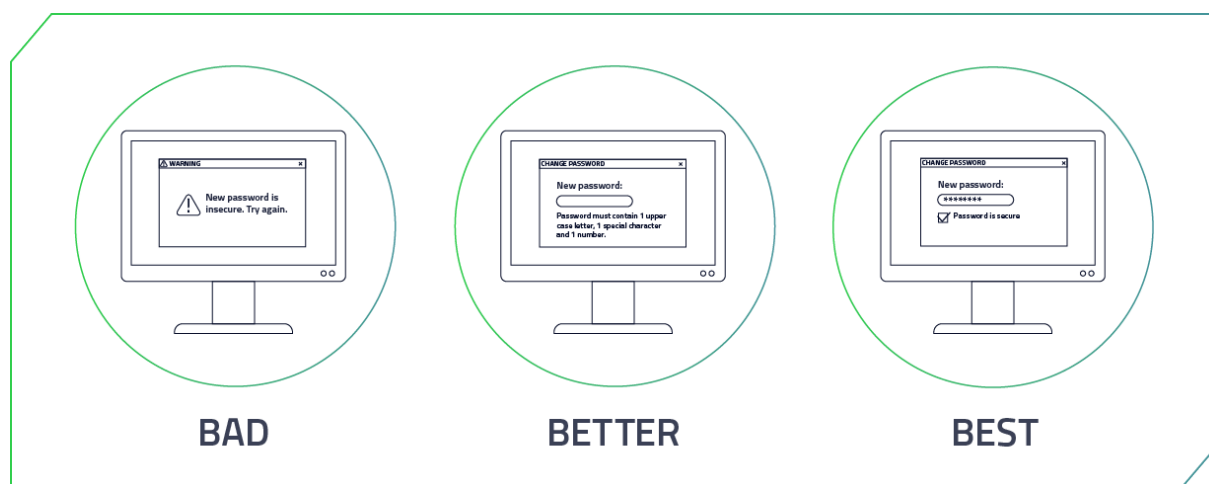 WARNING
New password is
insecure. Try again.
BAD
CHANGE PASSWORD
New password:
Password must contain 1 upper
case letter, 1 special character
and 1 number.
BETTER
CHANGE PASSWORD
New password:
********
Password is secure
BEST